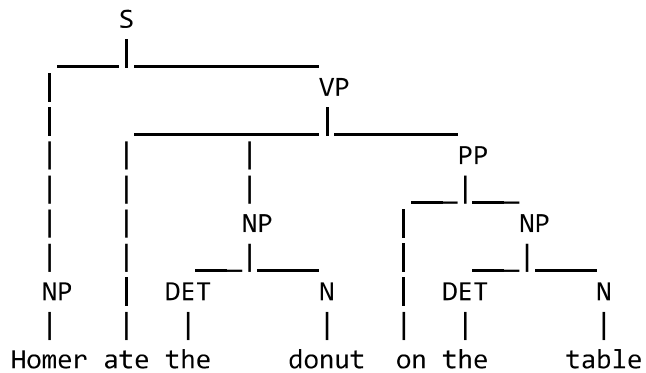 S
VP
PP
NP NP
NP DET N DET N
Homer ate the donut on the table